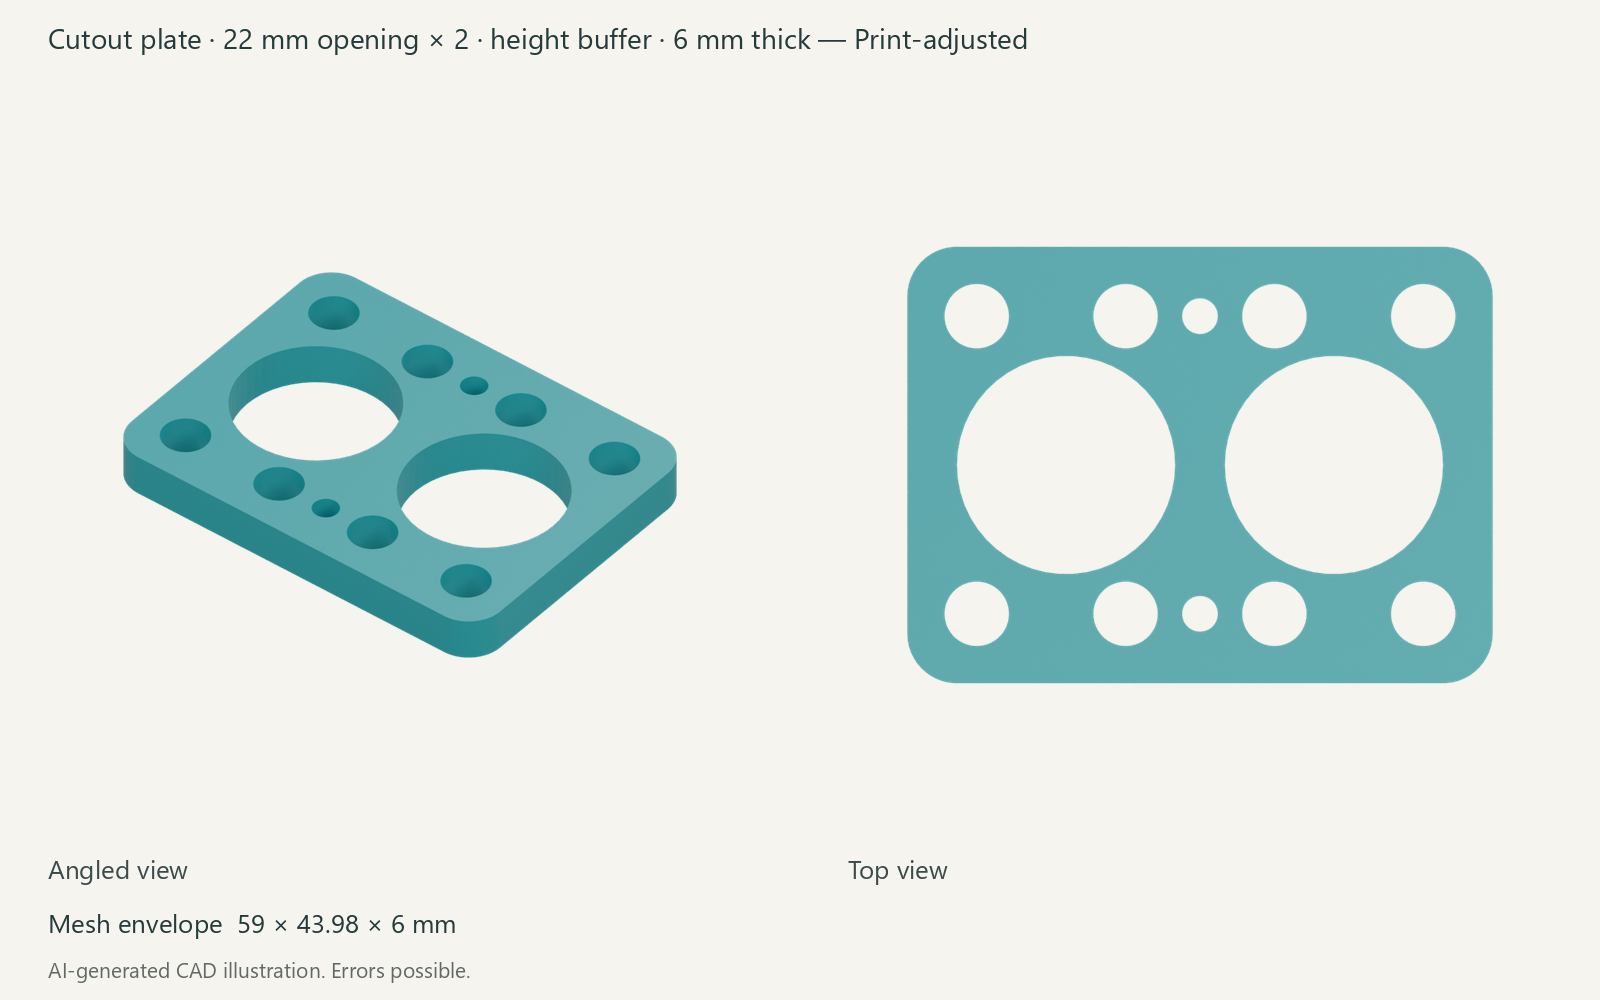 Cutout plate · 22 mm opening × 2 · height buffer · 6 mm thick — Print-adjusted
Angled view
Top view
Mesh envelope  59 × 43.98 × 6 mm
AI-generated CAD illustration. Errors possible.